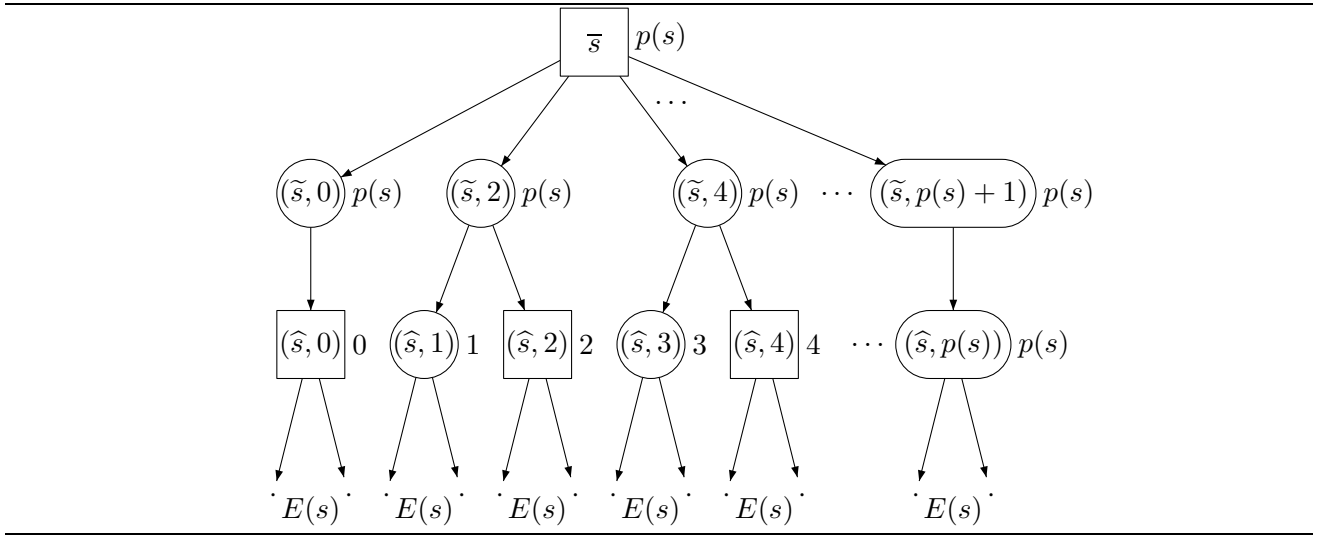 s̅ p(s)
⋯
(s̃, 0) p(s) (s̃, 2) p(s) (s̃, 4) p(s) ⋯ (s̃, p(s) + 1) p(s)
(ŝ, 0) 0 (ŝ, 1) 1 (ŝ, 2) 2 (ŝ, 3) 3 (ŝ, 4) 4 ⋯ (ŝ, p(s)) p(s)
· E(s) · · E(s) · · E(s) · · E(s) · · E(s) · · E(s) ·